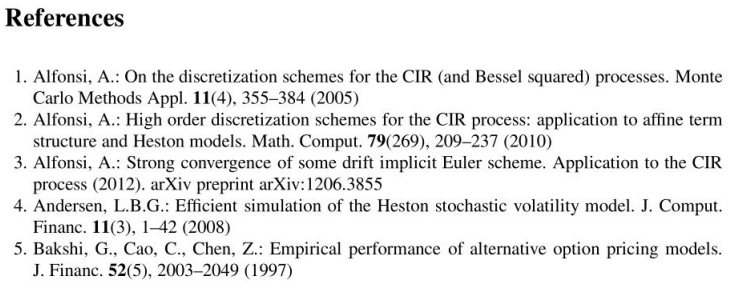 References
1. Alfonsi, A.: On the discretization schemes for the CIR (and Bessel squared) processes. Monte
Carlo Methods Appl. 11(4), 355–384 (2005)
2. Alfonsi, A.: High order discretization schemes for the CIR process: application to affine term
structure and Heston models. Math. Comput. 79(269), 209–237 (2010)
3. Alfonsi, A.: Strong convergence of some drift implicit Euler scheme. Application to the CIR
process (2012). arXiv preprint arXiv:1206.3855
4. Andersen, L.B.G.: Efficient simulation of the Heston stochastic volatility model. J. Comput.
Financ. 11(3), 1–42 (2008)
5. Bakshi, G., Cao, C., Chen, Z.: Empirical performance of alternative option pricing models.
J. Financ. 52(5), 2003–2049 (1997)